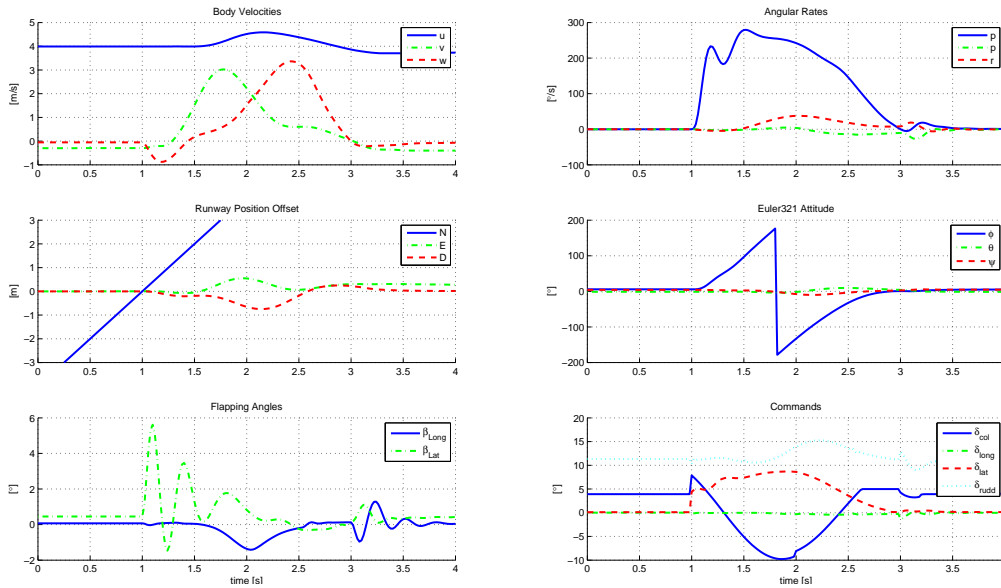 Body Velocities
5
4
3
2
1
0
−1
[m/s]
0 0.5 1 1.5 2 2.5 3 3.5 4
u
v
w
Angular Rates
300
200
100
0
−100
[°/s]
0 0.5 1 1.5 2 2.5 3 3.5
p
p
r
Runway Position Offset
3
2
1
0
−1
−2
−3
[m]
0 0.5 1 1.5 2 2.5 3 3.5 4
N
E
D
Euler321 Attitude
200
100
0
−100
−200
[°]
0 0.5 1 1.5 2 2.5 3 3.5
ϕ
θ
ψ
Flapping Angles
6
4
2
0
−2
[°]
0 0.5 1 1.5 2 2.5 3 3.5 4
time [s]
β_Long
β_Lat
Commands
20
15
10
5
0
−5
−10
[°]
0 0.5 1 1.5 2 2.5 3 3.5
time [s]
δ_col
δ_long
δ_lat
δ_rudd